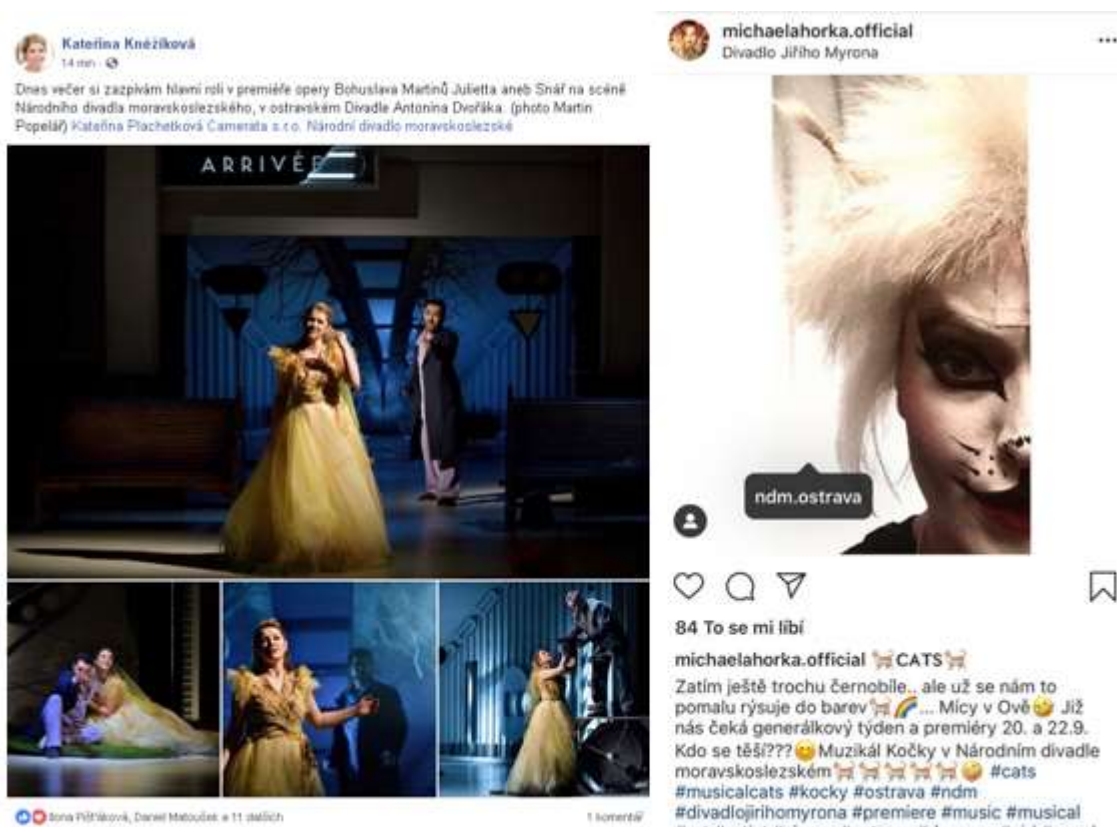 Kateřina Kněžíková
14 min ·
Dnes večer si zazpívám hlavní roli v premiéře opery Bohuslava Martinů Julietta aneb Snář na scéně
Národního divadla moravskoslezského, v ostravském Divadle Antonína Dvořáka. (photo Martin
Popelář) Kateřina Plachetková Camerata s.r.o. Národní divadlo moravskoslezské
ARRIVÉE
Ilona Pišťáková, Daniel Matoušek a 11 dalších
1 komentář
michaelahorka.official
Divadlo Jiřího Myrona
ndm.ostrava
84 To se mi líbí
michaelahorka.official 🐈CATS🐈
Zatím ještě trochu černobíle.. ale už se nám to
pomalu rýsuje do barev🐈🌈... Mícy v Ově🤪 Již
nás čeká generálkový týden a premiéry 20. a 22.9.
Kdo se těší???😀Muzikál Kočky v Národním divadle
moravskoslezském🐈🐈🐈🐈🐈🤪 #cats
#musicalcats #kocky #ostrava #ndm
#divadlojirihomyrona #premiere #music #musical